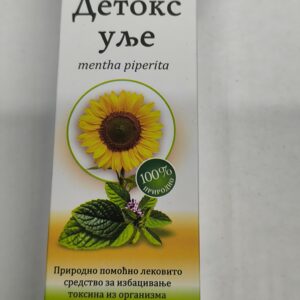 Детокс
уље
mentha piperita
100%
ПРИРОДНО
Природно помоћно лековито
средство за избацивање
токсина из организма